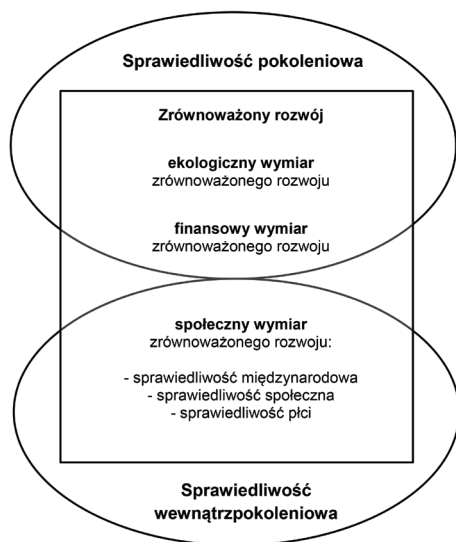 Sprawiedliwość pokoleniowa
Zrównoważony rozwój
ekologiczny wymiar
zrównoważonego rozwoju
finansowy wymiar
zrównoważonego rozwoju
społeczny wymiar
zrównoważonego rozwoju:
- sprawiedliwość międzynarodowa
- sprawiedliwość społeczna
- sprawiedliwość płci
Sprawiedliwość
wewnątrzpokoleniowa